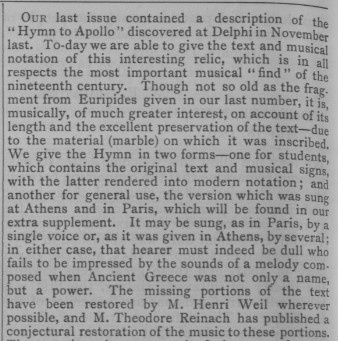 OUR last issue contained a description of the
"Hymn to Apollo" discovered at Delphi in November
last. To-day we are able to give the text and musical
notation of this interesting relic, which is in all
respects the most important musical "find" of the
nineteenth century. Though not so old as the frag-
ment from Euripides given in our last number, it is,
musically, of much greater interest, on account of its
length and the excellent preservation of the text—due
to the material (marble) on which it was inscribed.
We give the Hymn in two forms—one for students,
which contains the original text and musical signs,
with the latter rendered into modern notation; and
another for general use, the version which was sung
at Athens and in Paris, which will be found in our
extra supplement. It may be sung, as in Paris, by a
single voice or, as it was given in Athens, by several;
in either case, that hearer must indeed be dull who
fails to be impressed by the sounds of a melody com-
posed when Ancient Greece was not only a name,
but a power. The missing portions of the text
have been restored by M. Henri Weil wherever
possible, and M. Theodore Reinach has published a
conjectural restoration of the music to these portions.